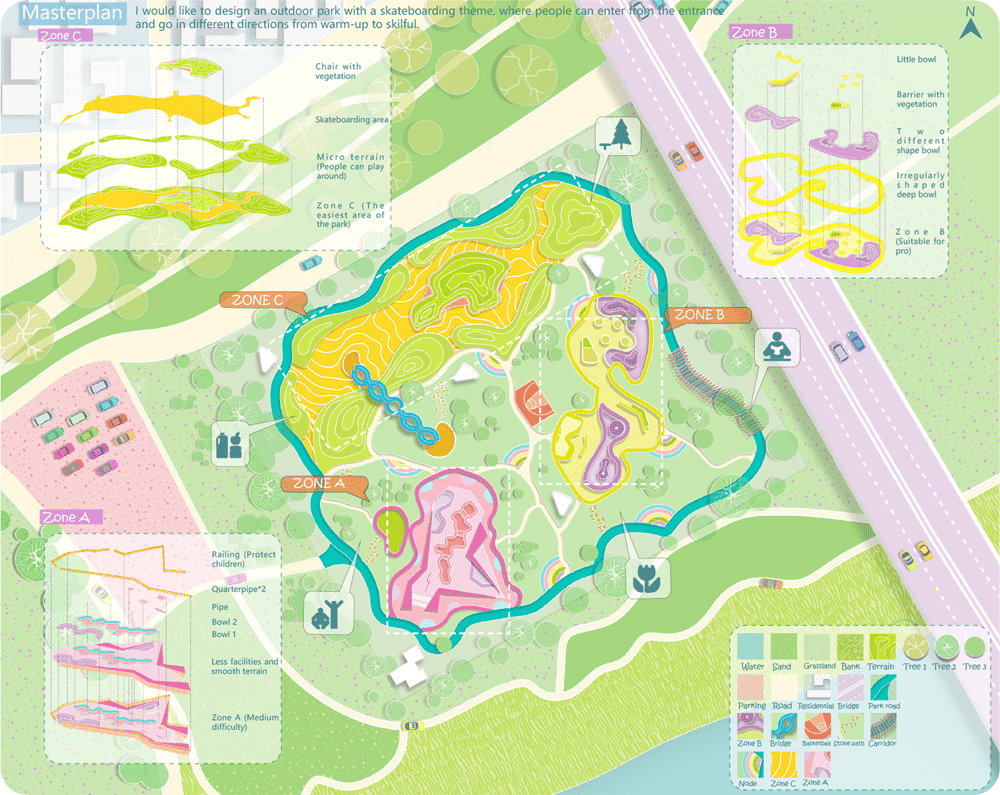 Masterplan
I would like to design an outdoor park with a skateboarding theme, where people can enter from the entrance
and go in different directions from warm-up to skilful.
N
Zone C
Chair with
vegetation
Skateboarding area
Micro terrain
(People can play
around)
Zone C (The
easiest area of
the park)
Zone B
Little bowl
Barrier with
vegetation
Two
different
shape bowl
Irregularly
shaped
deep bowl
Zone B
(Suitable for
pro)
ZONE C
ZONE B
ZONE A
Zone A
Railing (Protect
children)
Quarterpipe*2
Pipe
Bowl 2
Bowl 1
Less facilities and
smooth terrain
Zone A (Medium
difficulty)
Water Sand Grassland Bank Terrain Tree 1 Tree 2 Tree 3
Parking Road Residential Bridge Park road
Zone B Bridge Basketball Stone path Carridor
Node Zone C Zone A